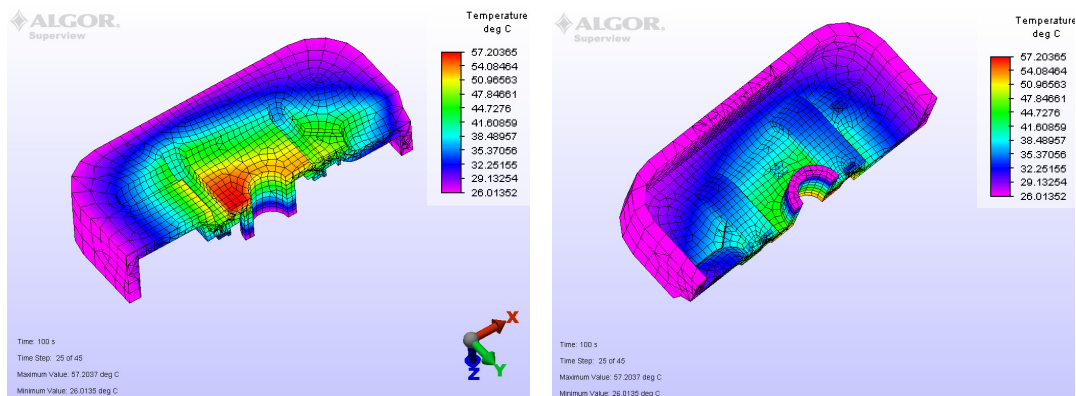 ALGOR.
Superview
Temperature
deg C
57.20365
54.08464
50.96563
47.84661
44.7276
41.60859
38.48957
35.37056
32.25155
29.13254
26.01352
X
Y
Z
Time: 100 s
Time Step: 25 of 45
Maximum Value: 57.2037 deg C
Minimum Value: 26.0135 deg C
ALGOR.
Superview
Temperature
deg C
57.20365
54.08464
50.96563
47.84661
44.7276
41.60859
38.48957
35.37056
32.25155
29.13254
26.01352
Time: 100 s
Time Step: 25 of 45
Maximum Value: 57.2037 deg C
Minimum Value: 26.0135 deg C